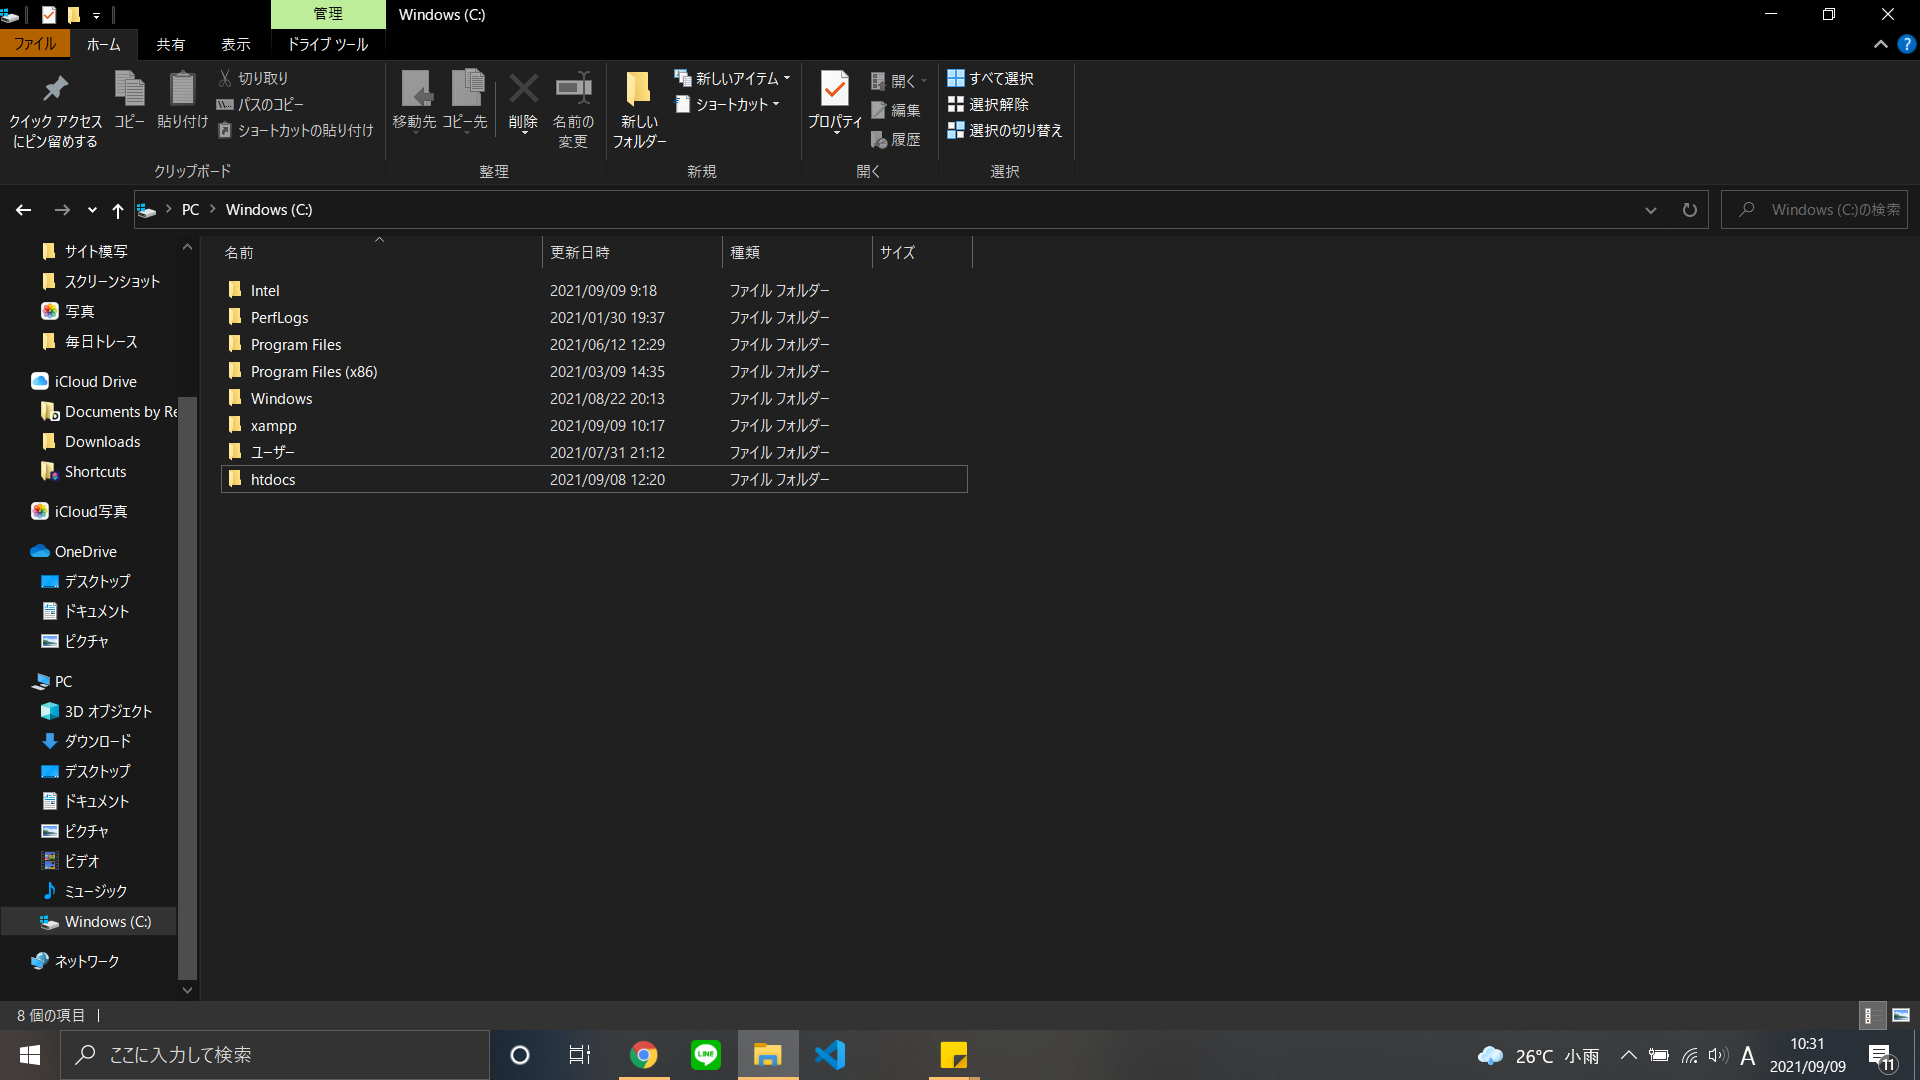 管理
Windows (C:)
ファイル
ホーム
共有
表示
ドライブ ツール
クイック アクセス
にピン留めする
コピー
貼り付け
切り取り
パスのコピー
ショートカットの貼り付け
クリップボード
移動先
コピー先
削除
名前の
変更
整理
新しい
フォルダー
新しいアイテム
ショートカット
新規
プロパティ
開く
編集
履歴
開く
すべて選択
選択解除
選択の切り替え
選択
PC
Windows (C:)
Windows (C:)の検索
サイト模写
スクリーンショット
写真
毎日トレース
iCloud Drive
Documents by Re
Downloads
Shortcuts
iCloud写真
OneDrive
デスクトップ
ドキュメント
ピクチャ
PC
3D オブジェクト
ダウンロード
デスクトップ
ドキュメント
ピクチャ
ビデオ
ミュージック
Windows (C:)
ネットワーク
名前 更新日時 種類 サイズ
Intel 2021/09/09 9:18 ファイル フォルダー
PerfLogs 2021/01/30 19:37 ファイル フォルダー
Program Files 2021/06/12 12:29 ファイル フォルダー
Program Files (x86) 2021/03/09 14:35 ファイル フォルダー
Windows 2021/08/22 20:13 ファイル フォルダー
xampp 2021/09/09 10:17 ファイル フォルダー
ユーザー 2021/07/31 21:12 ファイル フォルダー
htdocs 2021/09/08 12:20 ファイル フォルダー
8 個の項目
ここに入力して検索
LINE
26°C 小雨
A
10:31
2021/09/09
11